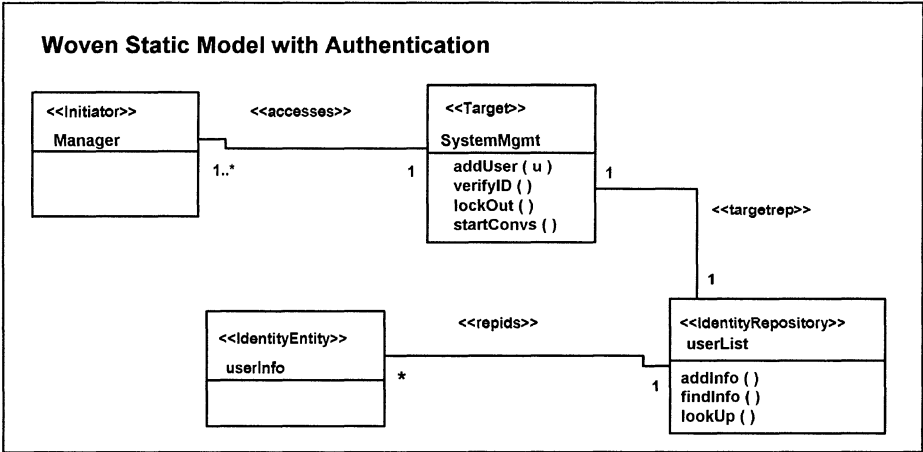 Woven Static Model with Authentication
<<Initiator>>
Manager
<<accesses>>
1..*
1
<<Target>>
SystemMgmt
addUser ( u )
verifyID ( )
lockOut ( )
startConvs ( )
1
<<targetrep>>
1
<<IdentityEntity>>
userInfo
<<repids>>
*
1
<<IdentityRepository>>
userList
addInfo ( )
findInfo ( )
lookUp ( )